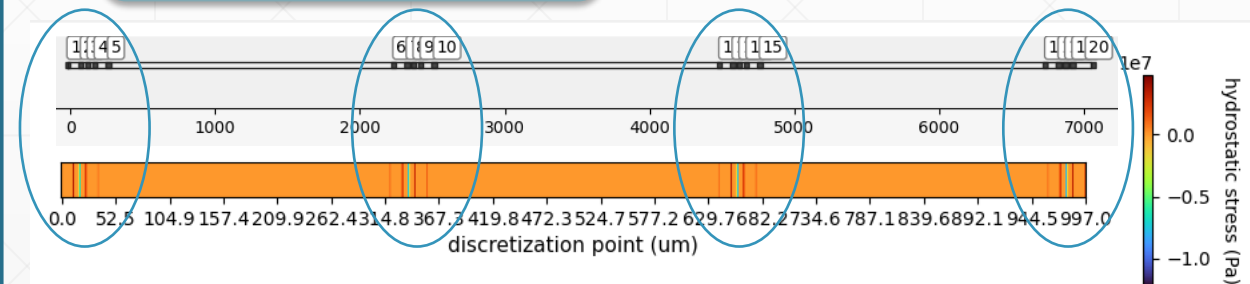 1 2 4 5 6 9 10 1 1 15 1 1 20
1e7
0 1000 2000 3000 4000 5000 6000 7000
0.0 52.5 104.9 157.4 209.9 262.4 314.8 367.3 419.8 472.3 524.7 577.2 629.7 682.2 734.6 787.1 839.6 892.1 944.5 997.0
discretization point (um)
0.0
−0.5
−1.0
hydrostatic stress (Pa)